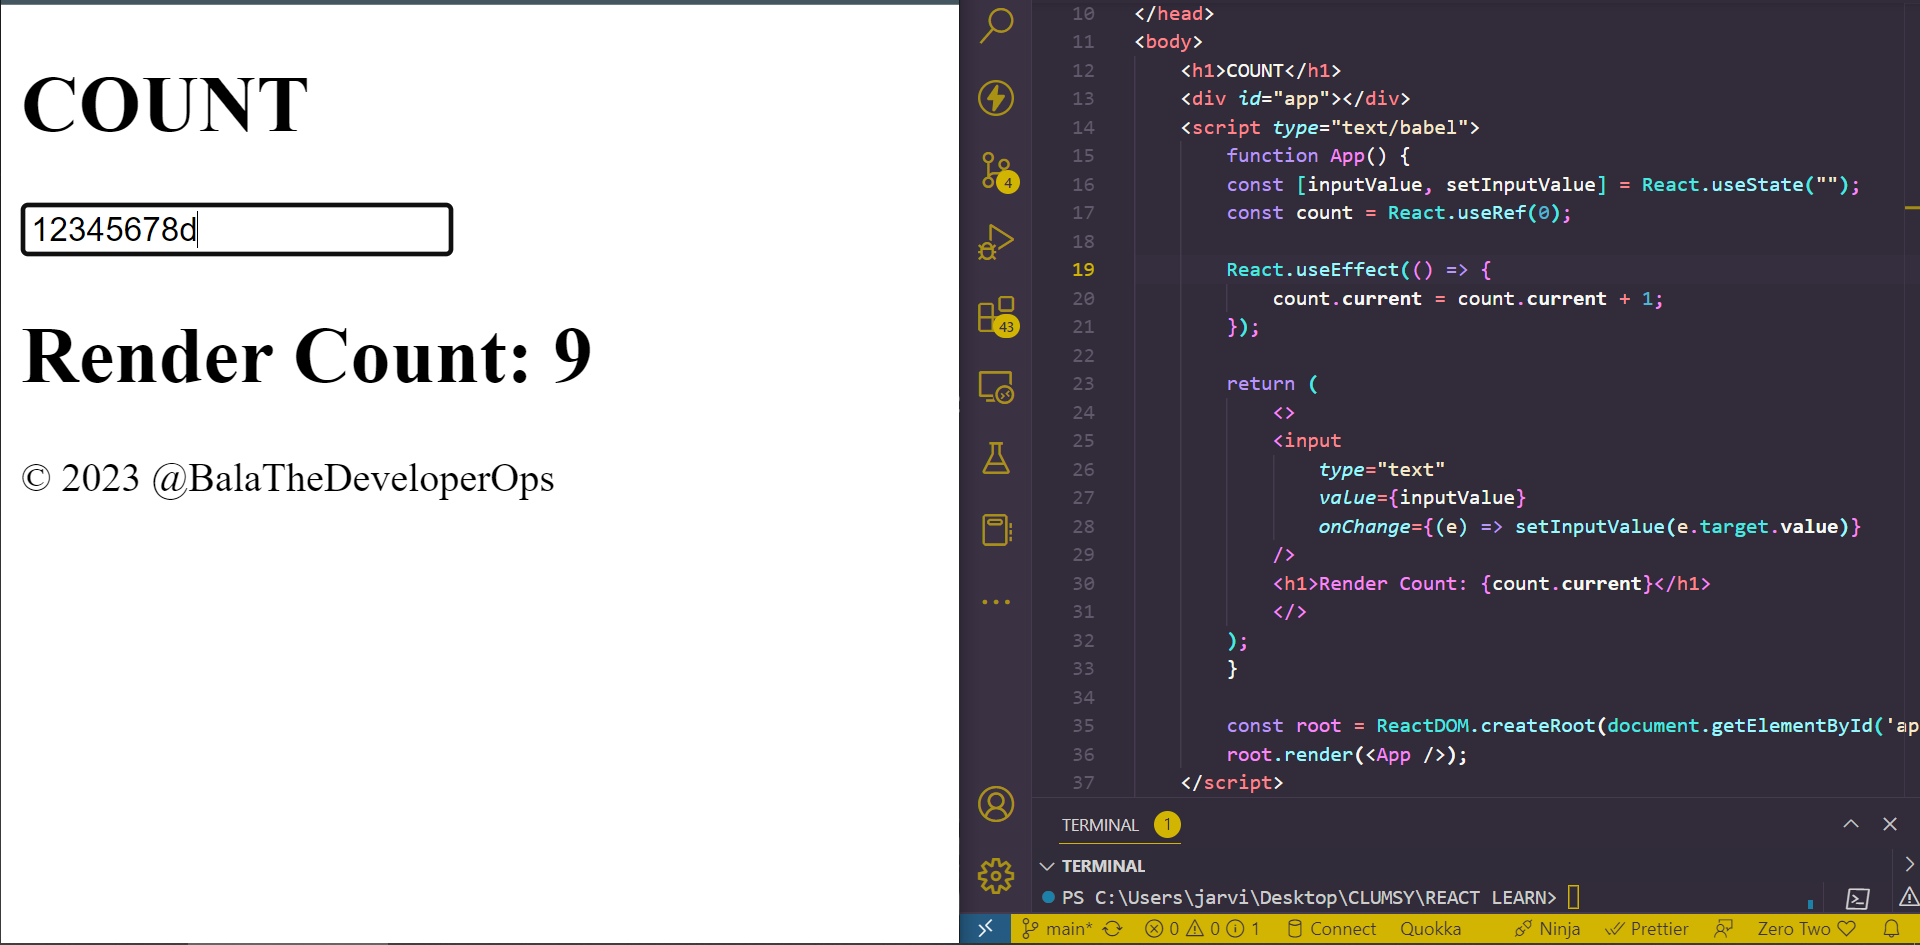 COUNT
12345678d
Render Count: 9
© 2023 @BalaTheDeveloperOps
4
43
10 </head>
11 <body>
12 <h1>COUNT</h1>
13 <div id="app"></div>
14 <script type="text/babel">
15 function App() {
16 const [inputValue, setInputValue] = React.useState("");
17 const count = React.useRef(0);
18
19 React.useEffect(() => {
20 count.current = count.current + 1;
21 });
22
23 return (
24 <>
25 <input
26 type="text"
27 value={inputValue}
28 onChange={(e) => setInputValue(e.target.value)}
29 />
30 <h1>Render Count: {count.current}</h1>
31 </>
32 );
33 }
34
35 const root = ReactDOM.createRoot(document.getElementById('ap
36 root.render(<App />);
37 </script>
TERMINAL 1
TERMINAL
PS C:\Users\jarvi\Desktop\CLUMSY\REACT LEARN>
main* 0 0 1 Connect Quokka Ninja Prettier Zero Two